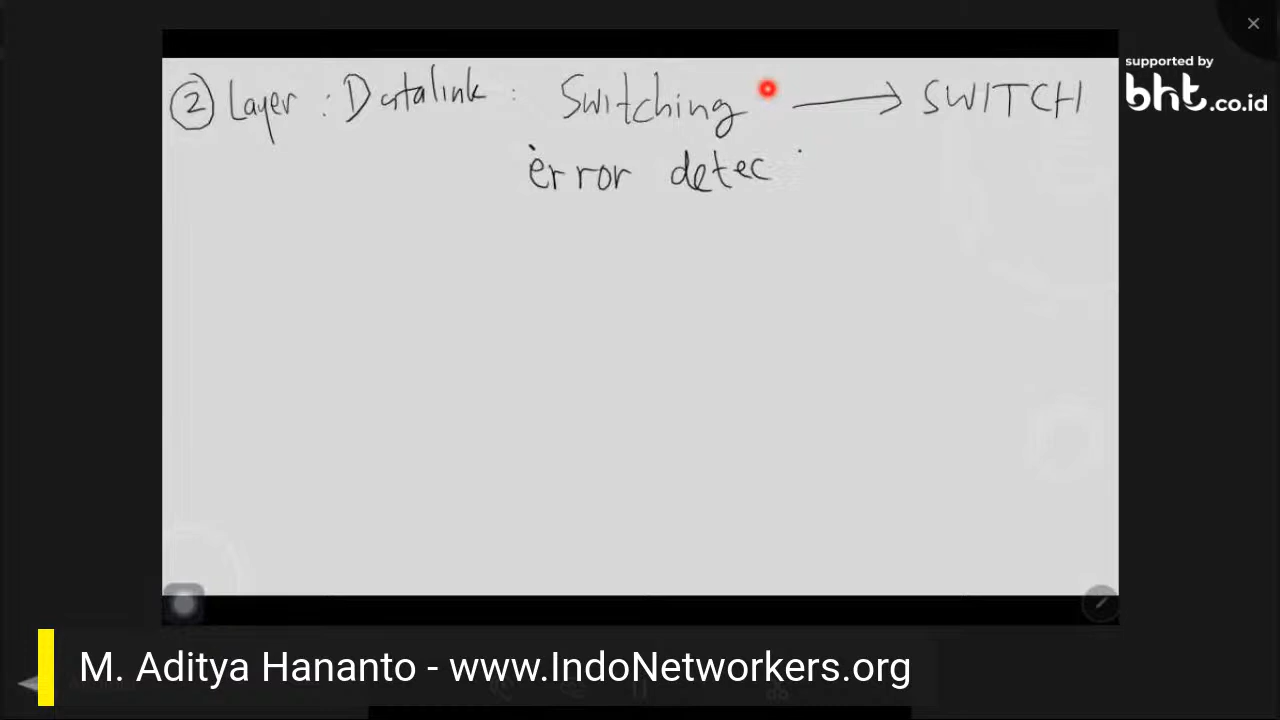 supported by
bht.co.id
② Layer : Datalink : Switching → SWITCH
error detec
M. Aditya Hananto - www.IndoNetworkers.org